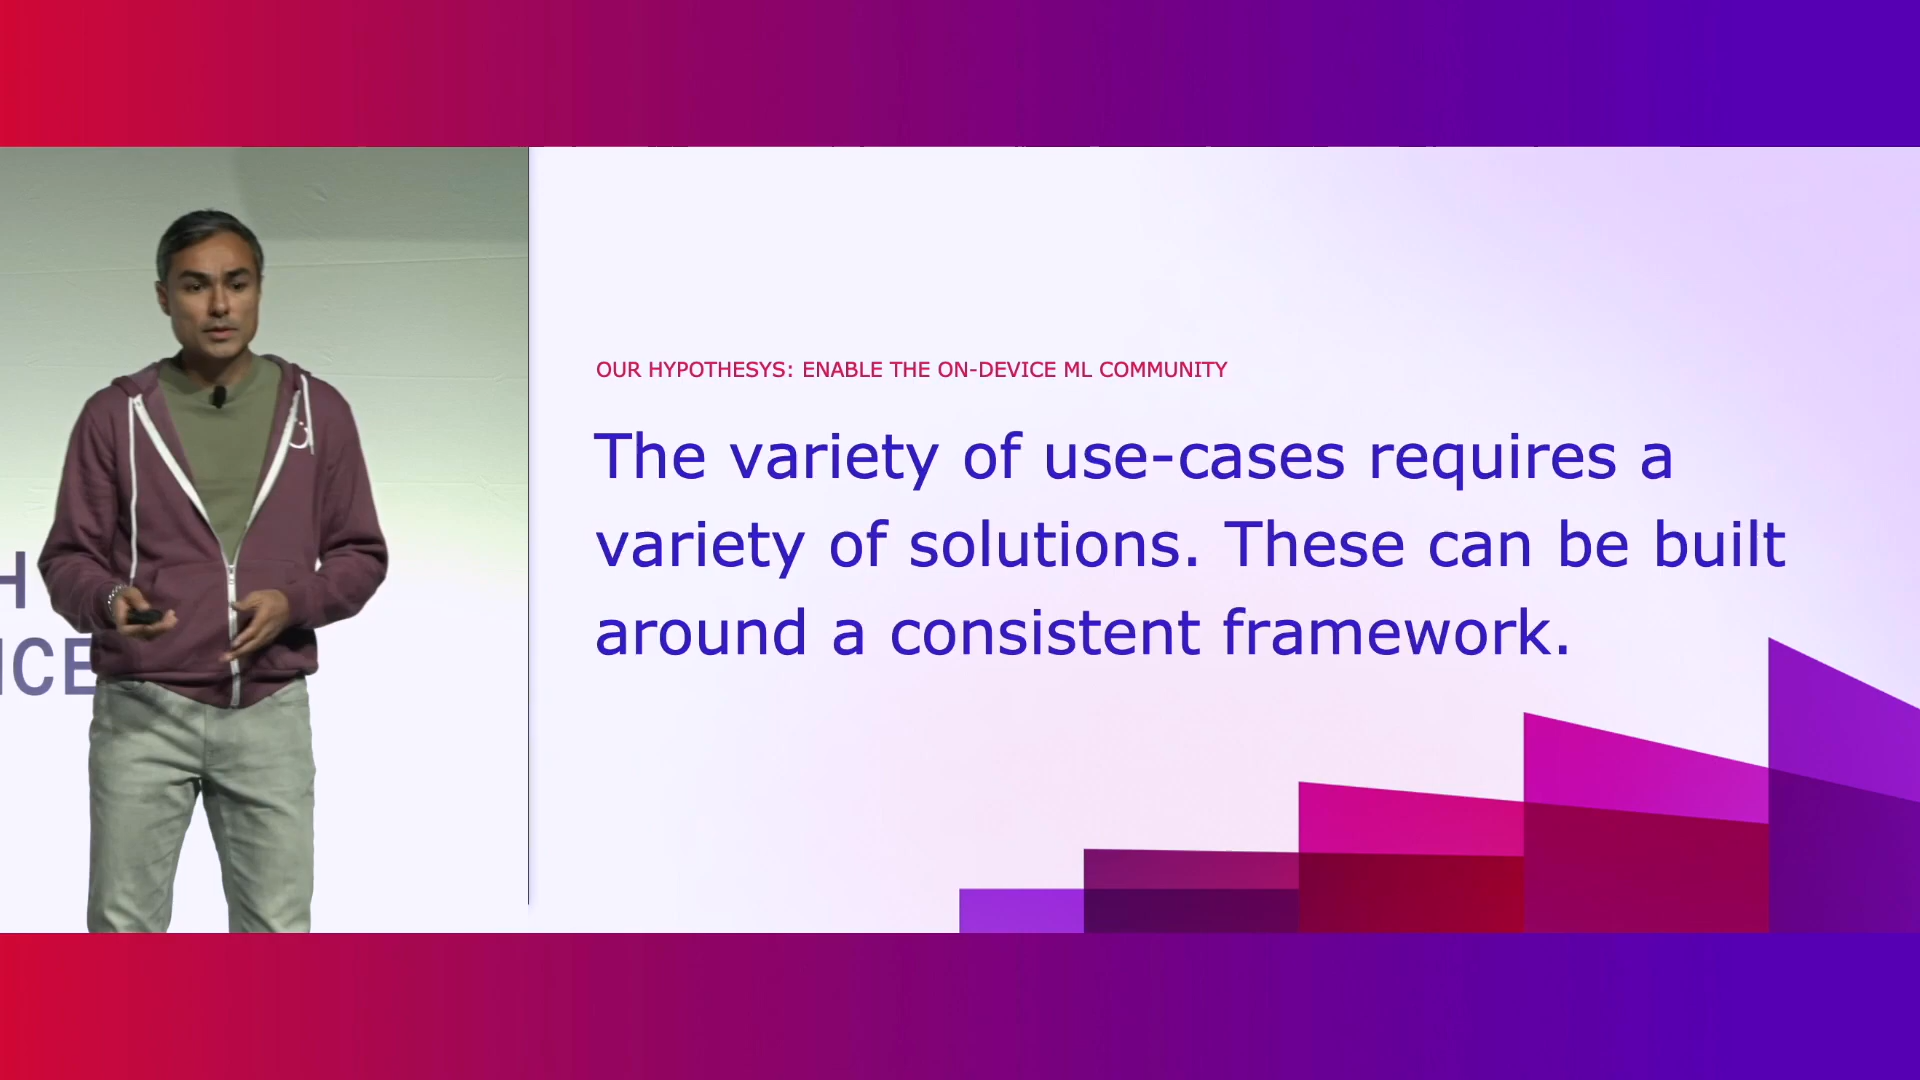 OUR HYPOTHESYS: ENABLE THE ON-DEVICE ML COMMUNITY
The variety of use-cases requires a
variety of solutions. These can be built
around a consistent framework.